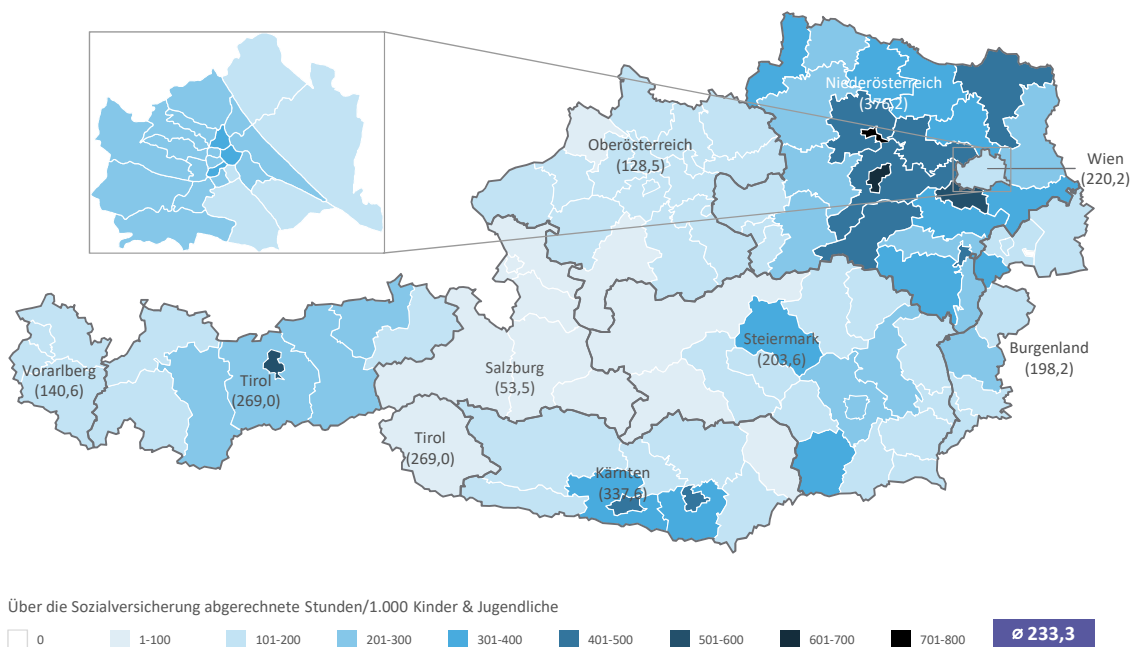 Niederösterreich
(376,2)
Oberösterreich
(128,5)
Wien
(220,2)
Steiermark
(203,6)
Burgenland
(198,2)
Vorarlberg
(140,6)
Tirol
(269,0)
Salzburg
(53,5)
Tirol
(269,0)
Kärnten
(337,6)
Über die Sozialversicherung abgerechnete Stunden/1.000 Kinder & Jugendliche
0 1-100 101-200 201-300 301-400 401-500 501-600 601-700 701-800 ø 233,3